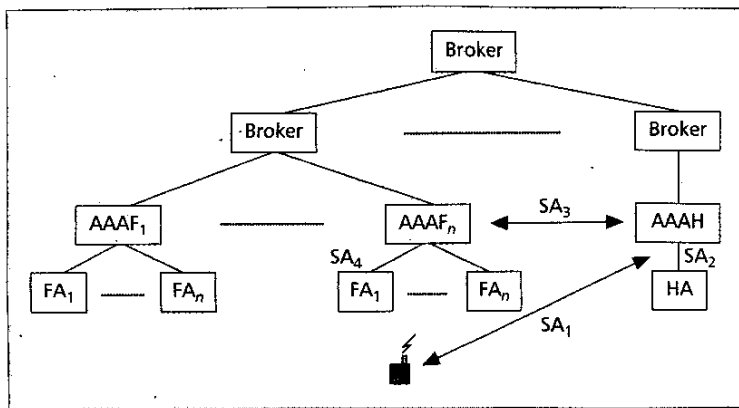 Broker
Broker Broker
AAAF₁ AAAFₙ SA₃ AAAH
SA₄ SA₂
FA₁ FAₙ FA₁ FAₙ HA
SA₁